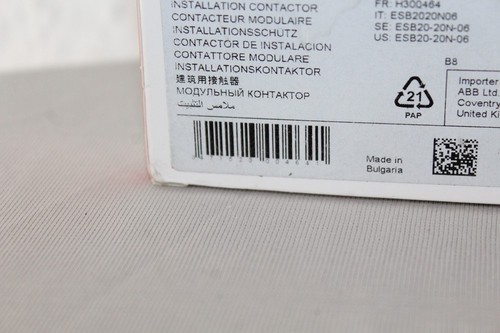 INSTALLATION CONTACTOR
CONTACTEUR MODULAIRE
INSTALLATIONSSCHÜTZ
CONTACTOR DE INSTALACION
CONTATTORE MODULARE
INSTALLATIONSKONTAKTOR
建筑用接触器
МОДУЛЬНЫЙ КОНТАКТОР
ملامس التثبيت
FR: H300464
IT: ESB2020N06
SE: ESB20-20N-06
US: ESB20-20N-06
B8
21
PAP
Importer
ABB Ltd.
Coventry
United
Made in
Bulgaria